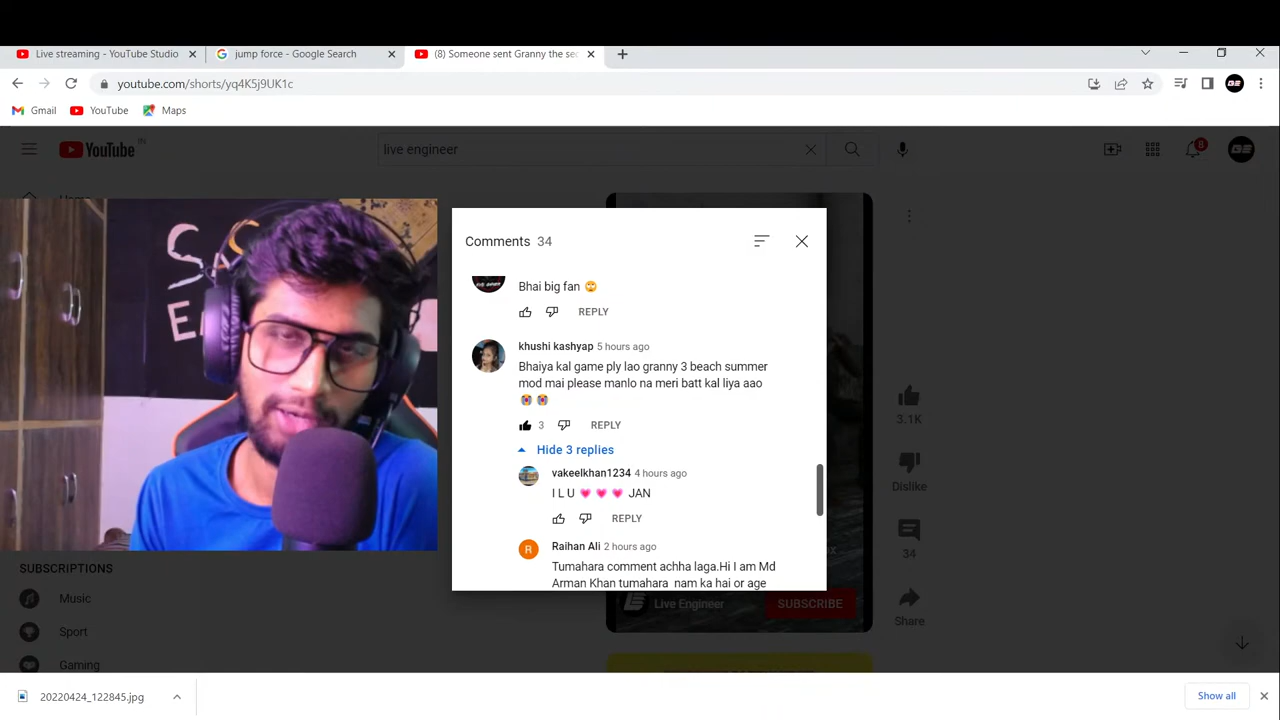 Live streaming - YouTube Studio
jump force - Google Search
(8) Someone sent Granny the sec
youtube.com/shorts/yq4K5j9UK1c
Gmail
YouTube
Maps
YouTube
IN
live engineer
8
GE
Home
Comments 34
Bhai big fan 🙄
REPLY
khushi kashyap 5 hours ago
Bhaiya kal game ply lao granny 3 beach summer
mod mai please manlo na meri batt kal liya aao
😭 😭
3
REPLY
Hide 3 replies
vakeelkhan1234 4 hours ago
I L U 💗 💗 💗 JAN
REPLY
R
Raihan Ali 2 hours ago
Tumahara comment achha laga.Hi I am Md
Arman Khan tumahara nam ka hai or age
3.1K
Dislike
34
Share
Live Engineer
SUBSCRIBE
SUBSCRIPTIONS
Music
Sport
Gaming
20220424_122845.jpg
Show all